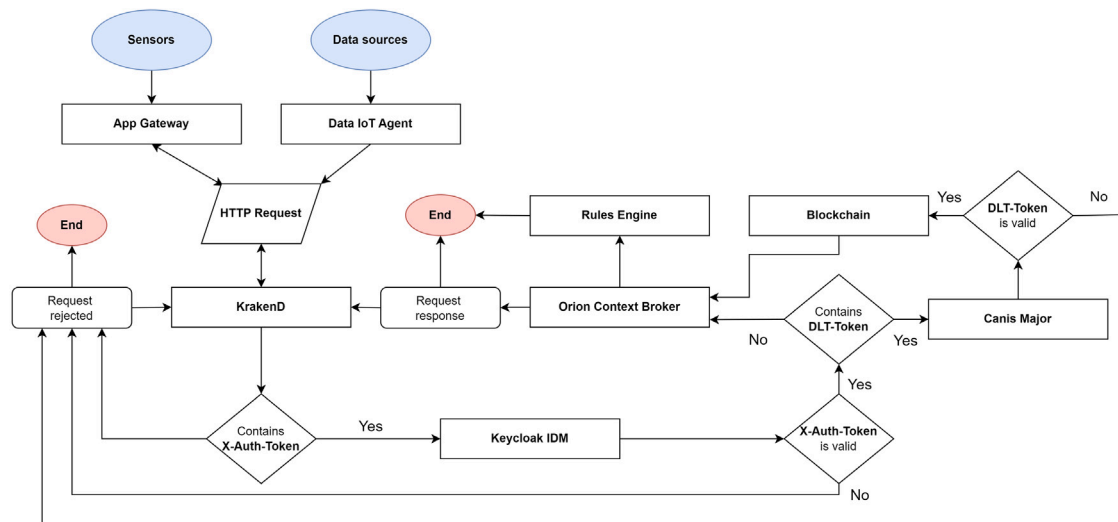 Sensors
Data sources
App Gateway
Data IoT Agent
HTTP Request
End
End
Rules Engine
Blockchain
Yes
DLT-Token
is valid
No
Request
rejected
KrakenD
Request
response
Orion Context Broker
Contains
DLT-Token
Canis Major
No
Yes
Yes
Contains
X-Auth-Token
Yes
Keycloak IDM
X-Auth-Token
is valid
No